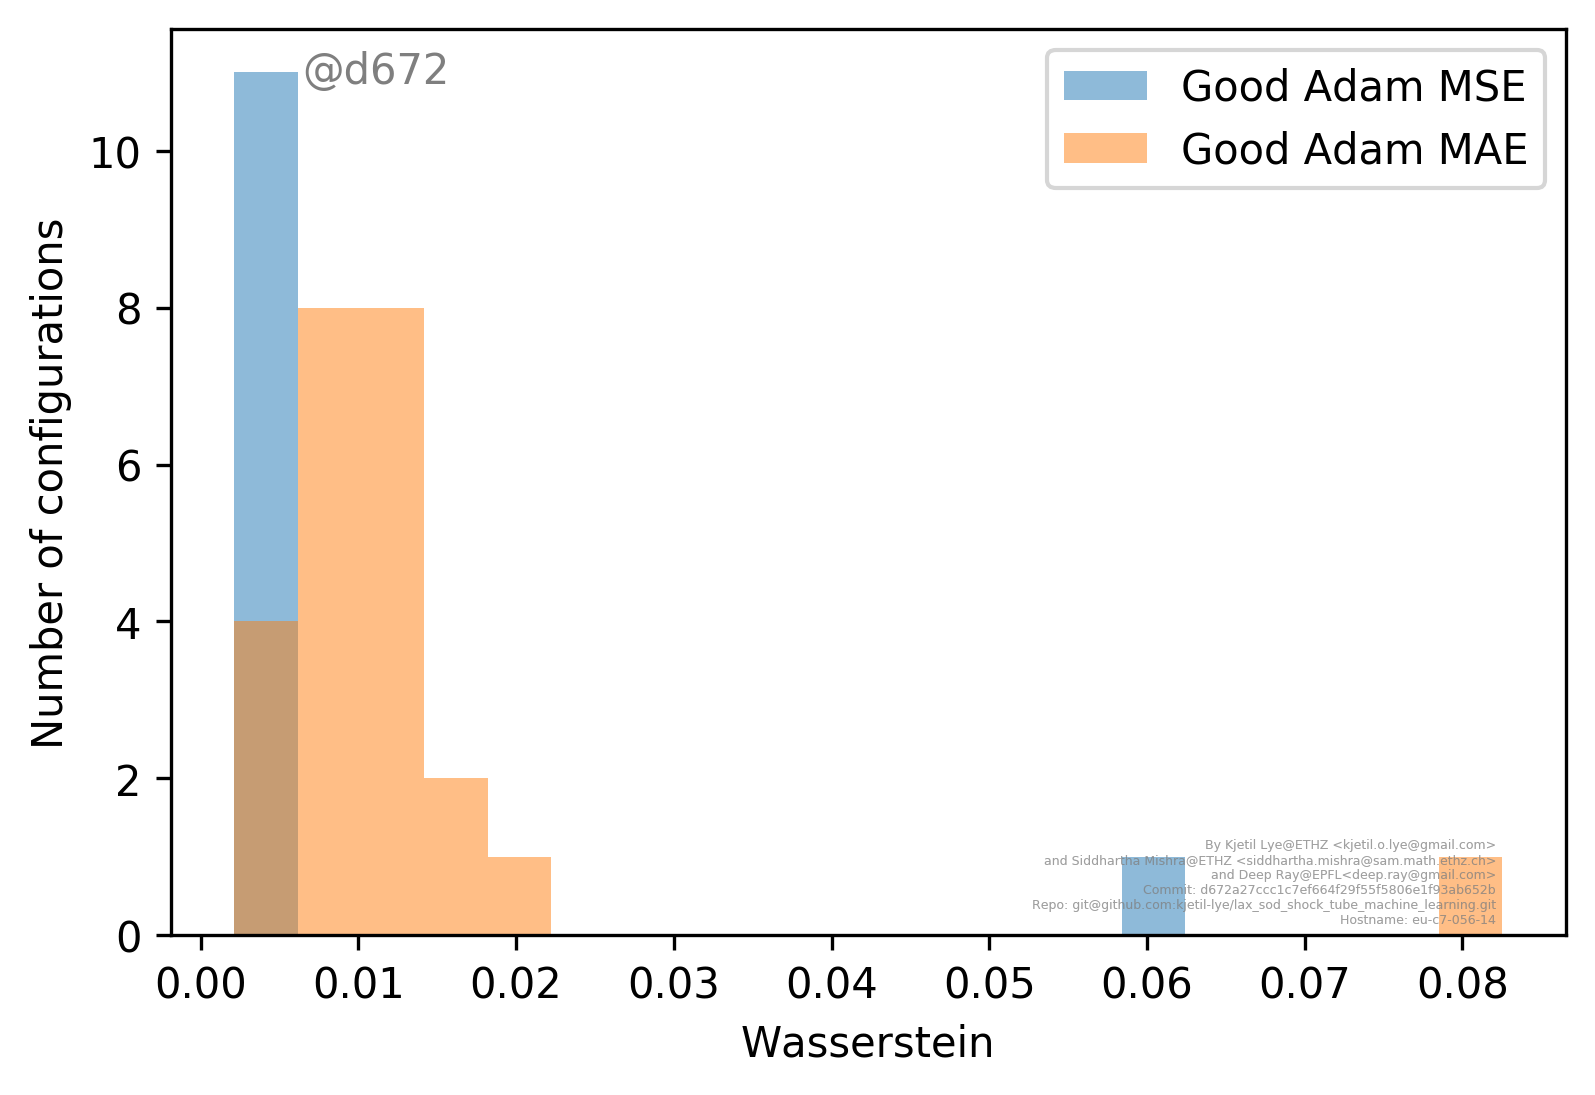 @d672
Good Adam MSE
Good Adam MAE
10
8
6
4
2
0
Number of configurations
By Kjetil Lye@ETHZ <kjetil.o.lye@gmail.com>
and Siddhartha Mishra@ETHZ <siddhartha.mishra@sam.math.ethz.ch>
and Deep Ray@EPFL<deep.ray@gmail.com>
Commit: d672a27ccc1c7ef664f29f55f5806e1f93ab652b
Repo: git@github.com:kjetil-lye/lax_sod_shock_tube_machine_learning.git
Hostname: eu-c7-056-14
0.00 0.01 0.02 0.03 0.04 0.05 0.06 0.07 0.08
Wasserstein